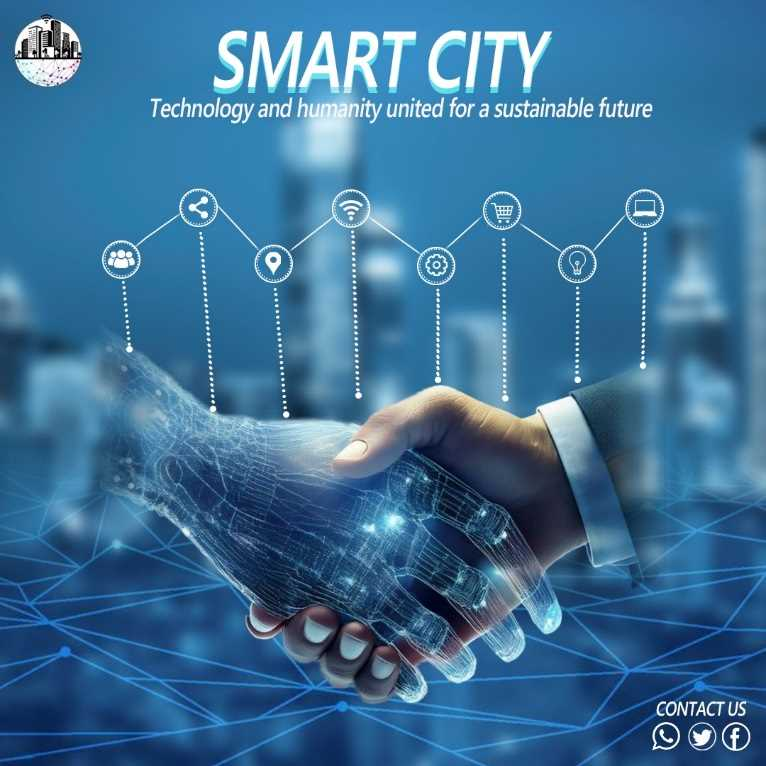 SMART CITY
Technology and humanity united for a sustainable future
CONTACT US